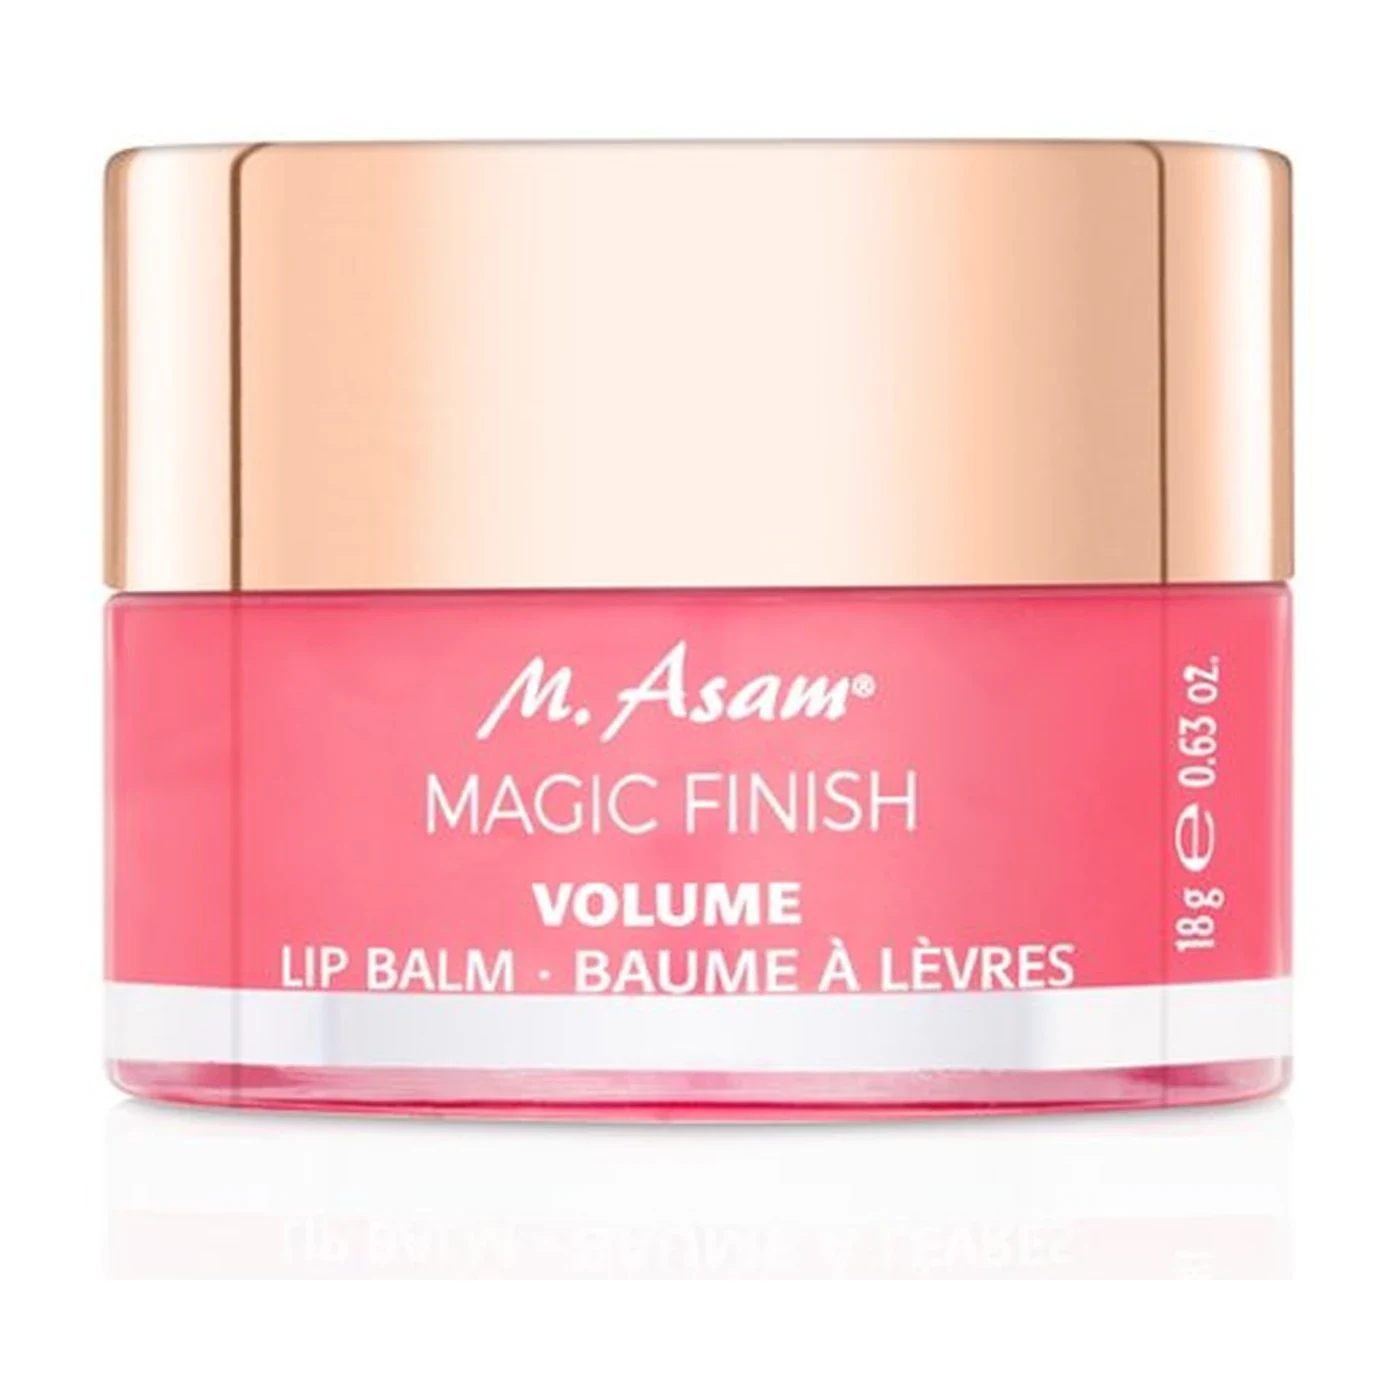 M. Asam®
MAGIC FINISH
VOLUME
LIP BALM · BAUME À LÈVRES
18g ℮ 0.63 oz.